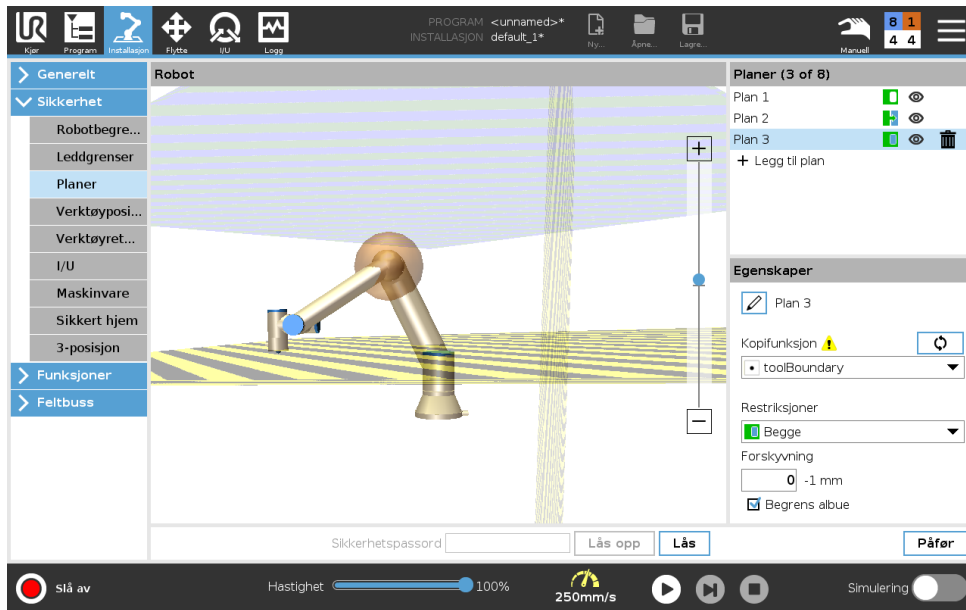 PROGRAM <unnamed>*
INSTALLASJON default_1*
UR
Kjør Program Installasjon Flytte I/U Logg
Ny... Åpne... Lagre...
Manuell
8 1
4 4
Generelt
Sikkerhet
Robotbegre...
Leddgrenser
Planer
Verktøyposi...
Verktøyret...
I/U
Maskinvare
Sikkert hjem
3-posisjon
Funksjoner
Feltbuss
Robot
Planer (3 of 8)
Plan 1
Plan 2
Plan 3
+ Legg til plan
Egenskaper
Plan 3
Kopifunksjon
toolBoundary
Restriksjoner
Begge
Forskyvning
0 -1 mm
Begrens albue
Sikkerhetspassord Lås opp Lås Påfør
Slå av
Hastighet 100%
250mm/s
Simulering